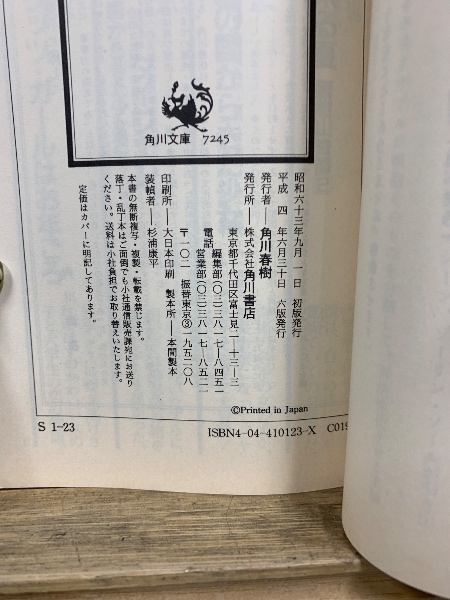 角川文庫 7245
昭和六十三年九月一日 初版発行
平成四年六月三十日 六版発行
発行者―角川春樹
発行所―株式会社角川書店
東京都千代田区富士見二―十三―三
電話 編集部(〇三)三八一七―八四五一
営業部(〇三)三八一七―八五二一
〒一〇二 振替東京③一九五二〇八
印刷所―大日本印刷 製本所―本間製本
装幀者―杉浦康平
本書の無断複写・複製・転載を禁じます。
落丁・乱丁本はご面倒でも小社通信販売課宛にお送り
ください。送料は小社負担でお取り替えいたします。
定価はカバーに明記してあります。
©Printed in Japan
S 1-23
ISBN4-04-410123-X C019